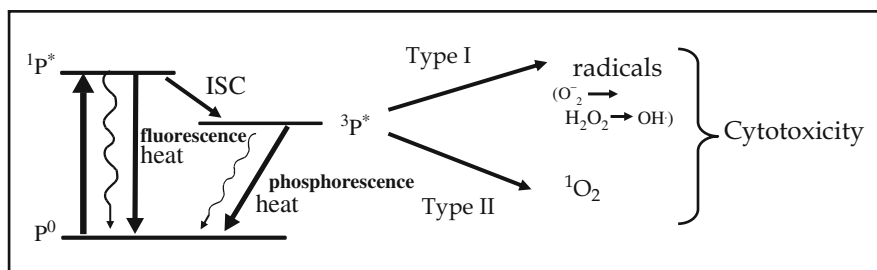 ¹P*
ISC
fluorescence
heat
³P*
phosphorescence
heat
P⁰
Type I
radicals
(O⁻₂ →
H₂O₂ → OH·)
Type II
¹O₂
Cytotoxicity